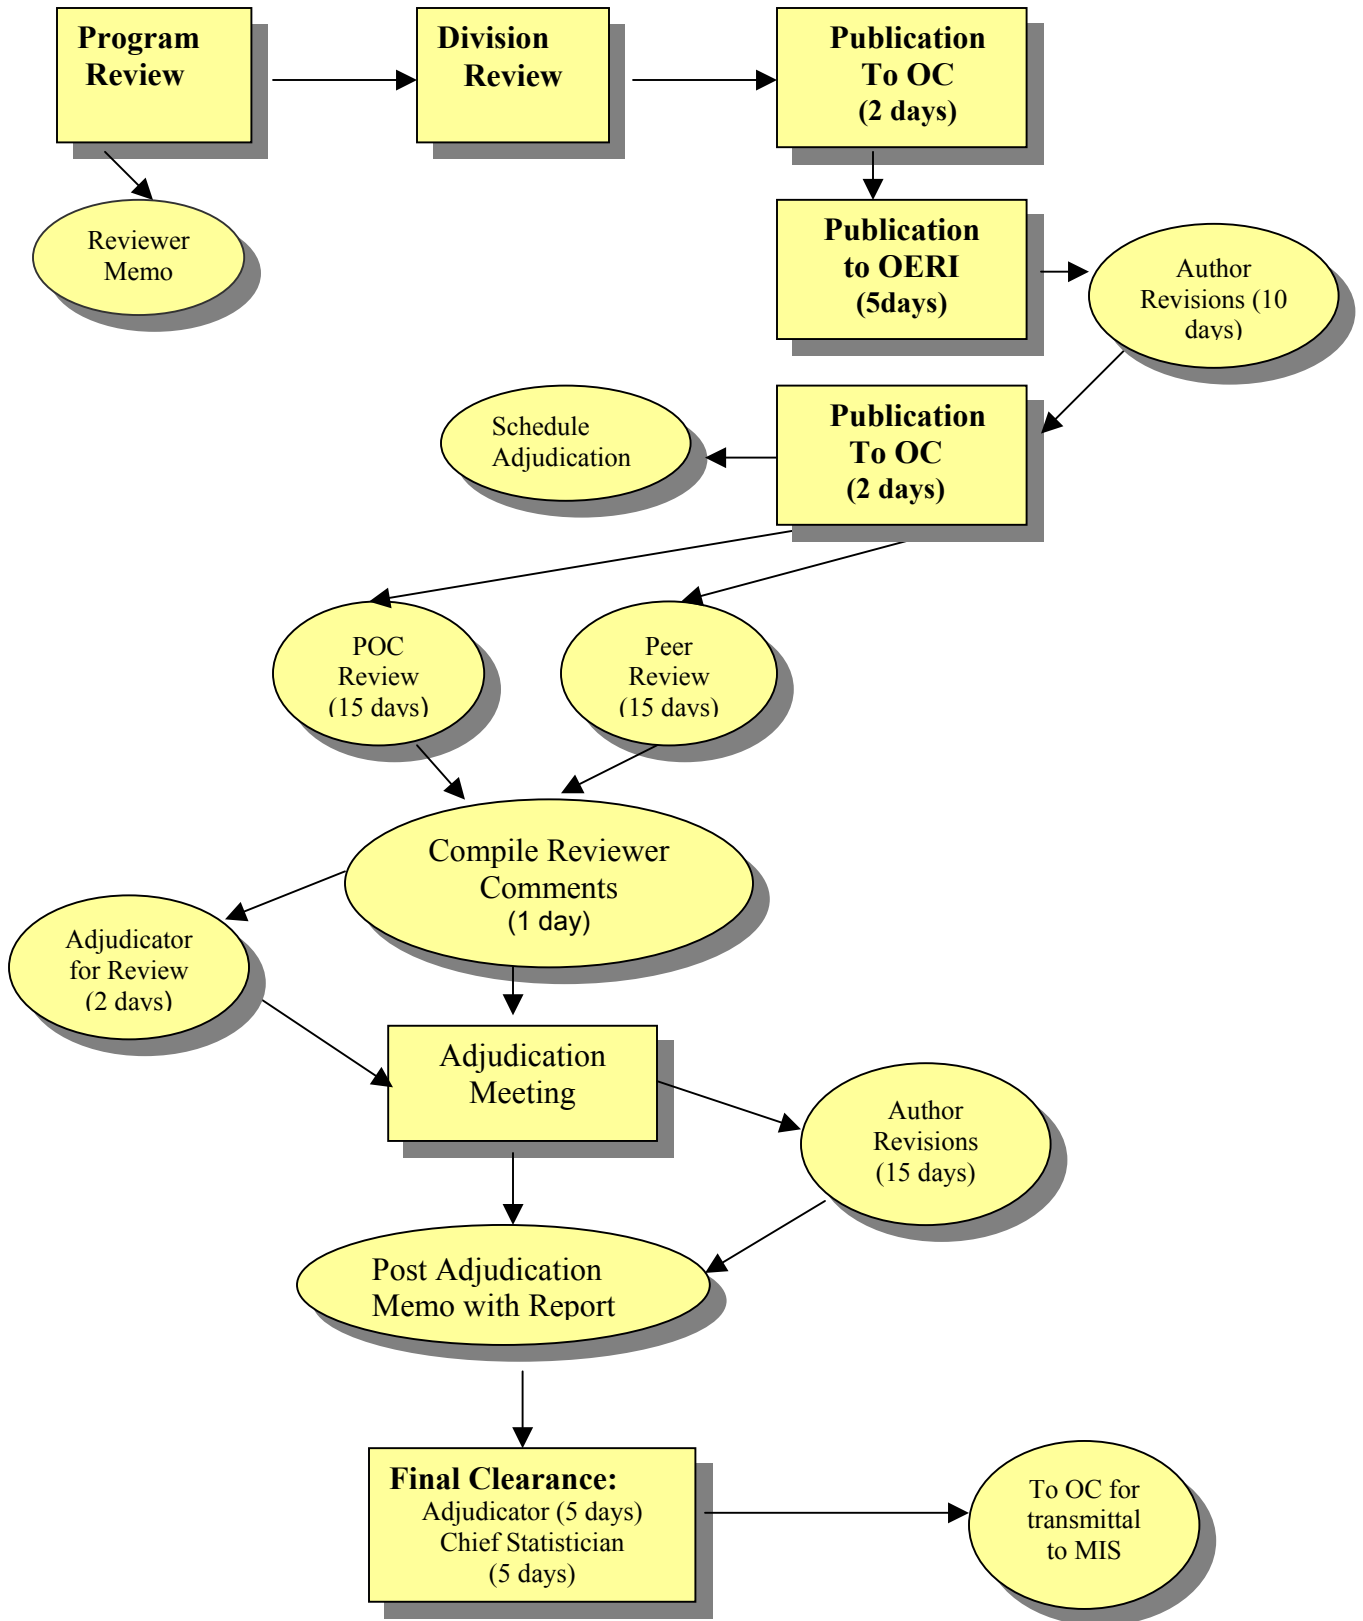 Program
Review
Division
Review
Publication
To OC
(2 days)
Reviewer
Memo
Publication
to OERI
(5days)
Author
Revisions (10
days)
Schedule
Adjudication
Publication
To OC
(2 days)
POC
Review
(15 days)
Peer
Review
(15 days)
Compile Reviewer
Comments
(1 day)
Adjudicator
for Review
(2 days)
Adjudication
Meeting
Author
Revisions
(15 days)
Post Adjudication
Memo with Report
Final Clearance:
Adjudicator (5 days)
Chief Statistician
(5 days)
To OC for
transmittal
to MIS